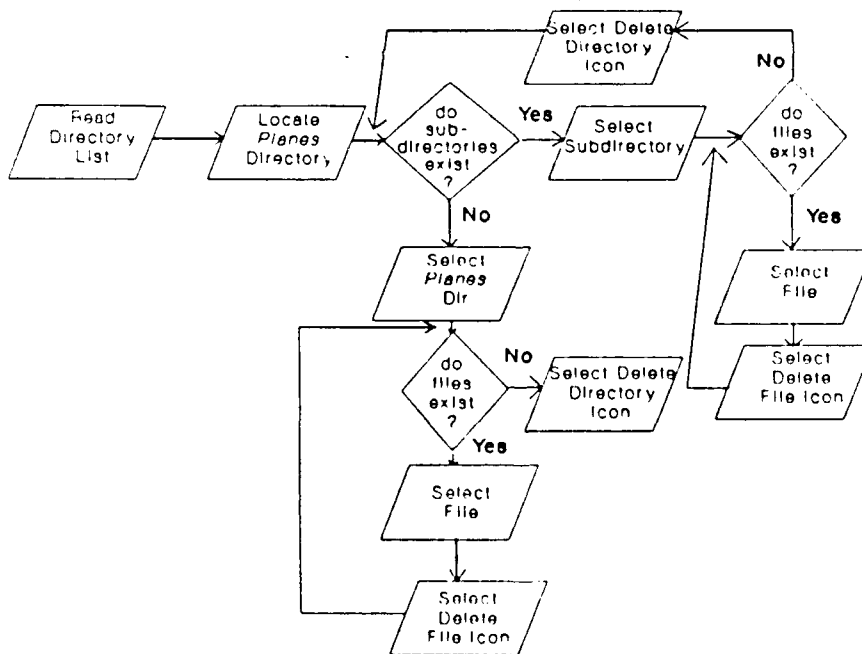 Select Delete
Directory
Icon
No
Read
Directory
List
Locate
Planes
Directory
do
sub-
directories
exist
?
Yes
Select
Subdirectory
do
files
exist
?
No
Yes
Select
Planes
Dir
Select
File
do
files
exist
?
No
Select Delete
Directory
Icon
Select
Delete
File Icon
Yes
Select
File
Select
Delete
File Icon